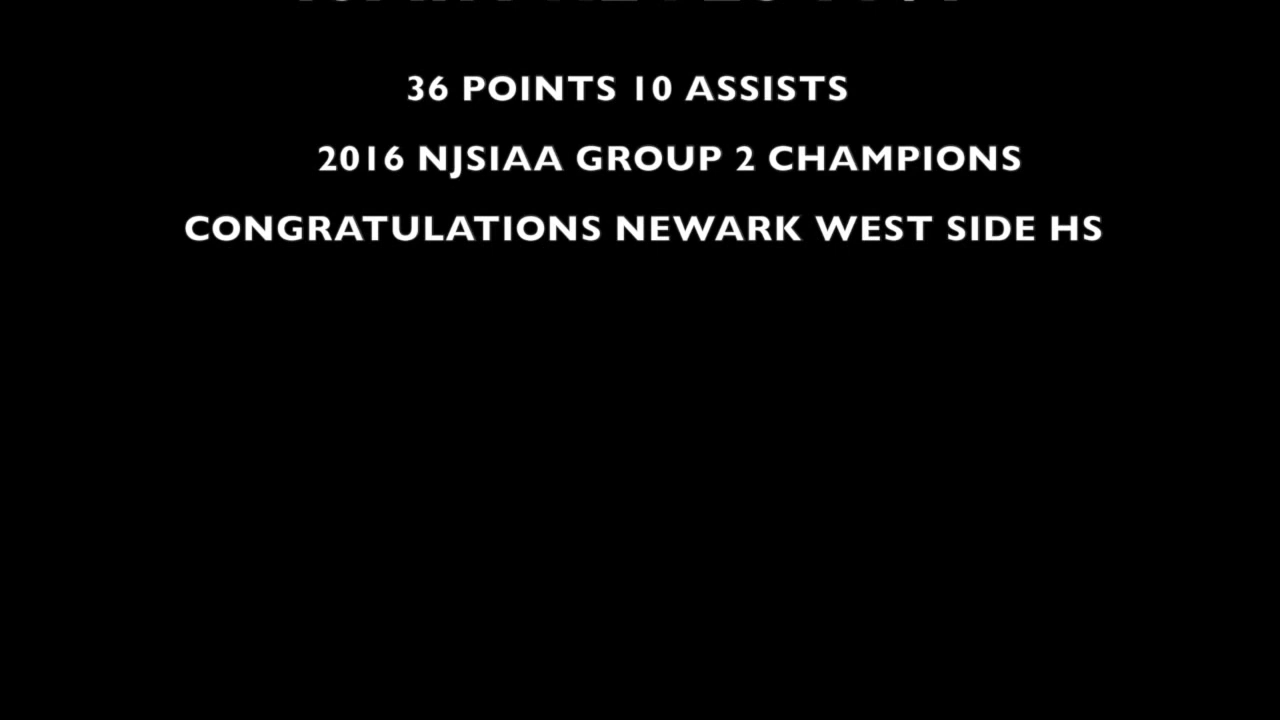 36 POINTS 10 ASSISTS
2016 NJSIAA GROUP 2 CHAMPIONS
CONGRATULATIONS NEWARK WEST SIDE HS